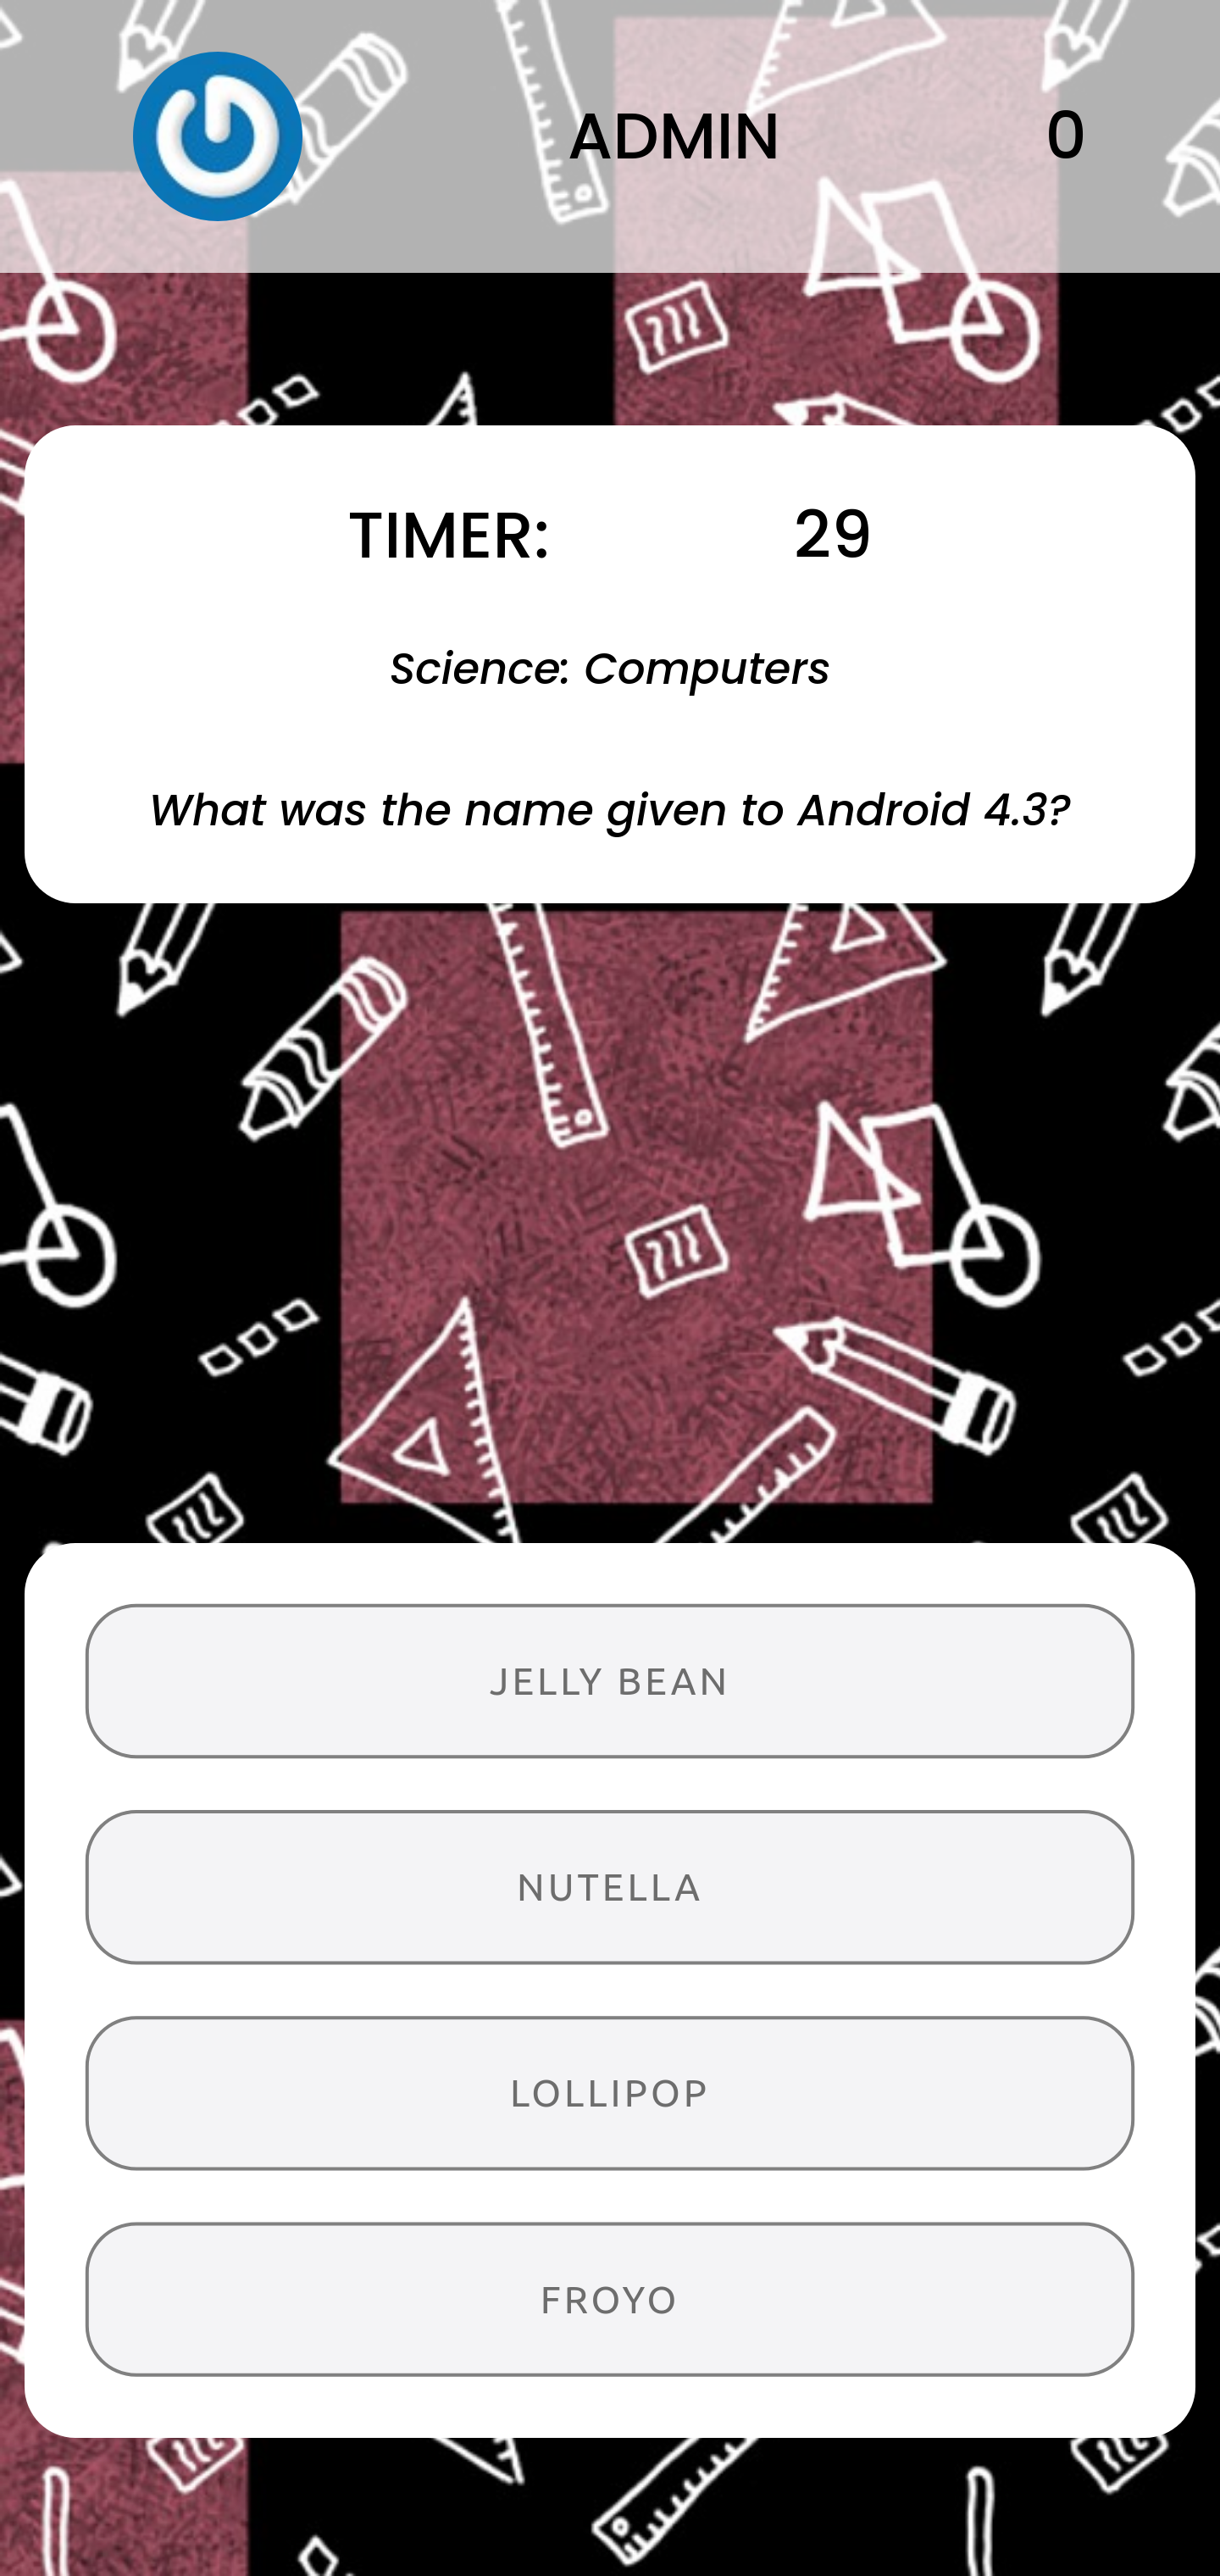 ADMIN 0
TIMER: 29
Science: Computers
What was the name given to Android 4.3?
JELLY BEAN
NUTELLA
LOLLIPOP
FROYO